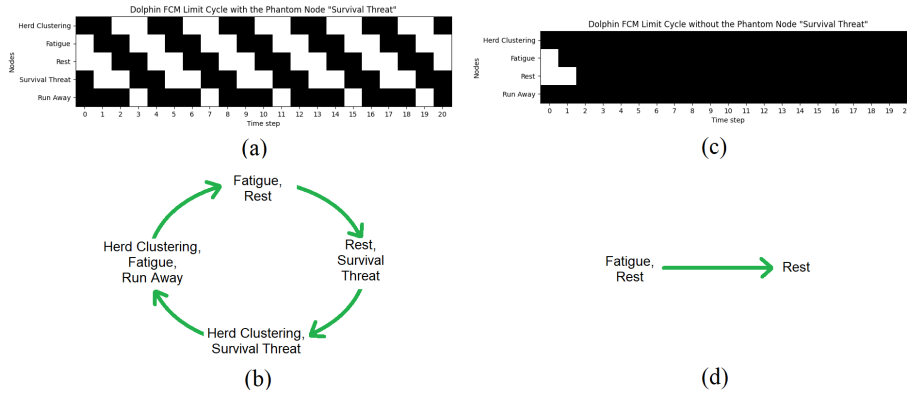 Dolphin FCM Limit Cycle with the Phantom Node "Survival Threat"
Herd Clustering
Fatigue
Rest
Survival Threat
Run Away
Nodes
0 1 2 3 4 5 6 7 8 9 10 11 12 13 14 15 16 17 18 19 20
Time step
(a)
Dolphin FCM Limit Cycle without the Phantom Node "Survival Threat"
Herd Clustering
Fatigue
Rest
Run Away
Nodes
0 1 2 3 4 5 6 7 8 9 10 11 12 13 14 15 16 17 18 19
Time step
(c)
Fatigue,
Rest
Rest,
Survival
Threat
Herd Clustering,
Survival Threat
Herd Clustering,
Fatigue,
Run Away
(b)
Fatigue,
Rest
Rest
(d)